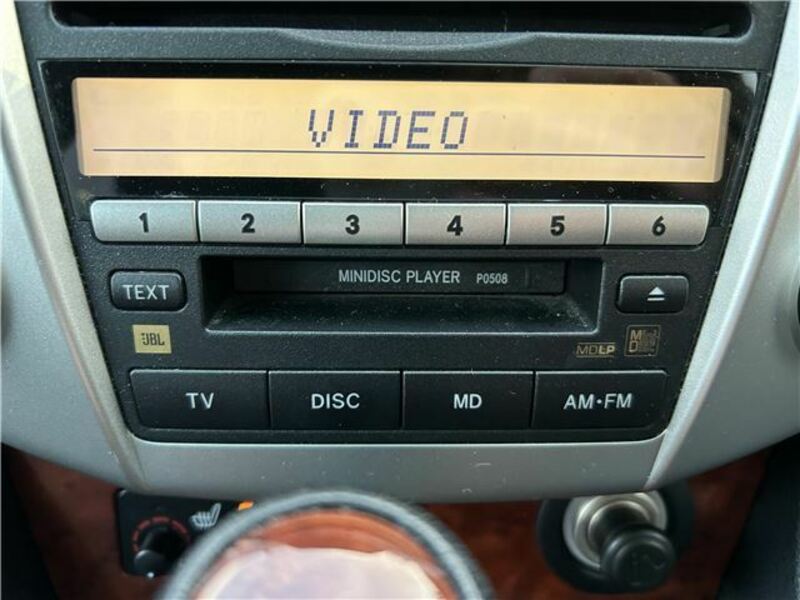 VIDEO
1 2 3 4 5 6
MINIDISC PLAYER P0508
TEXT
JBL
MDLP
TV DISC MD AM•FM